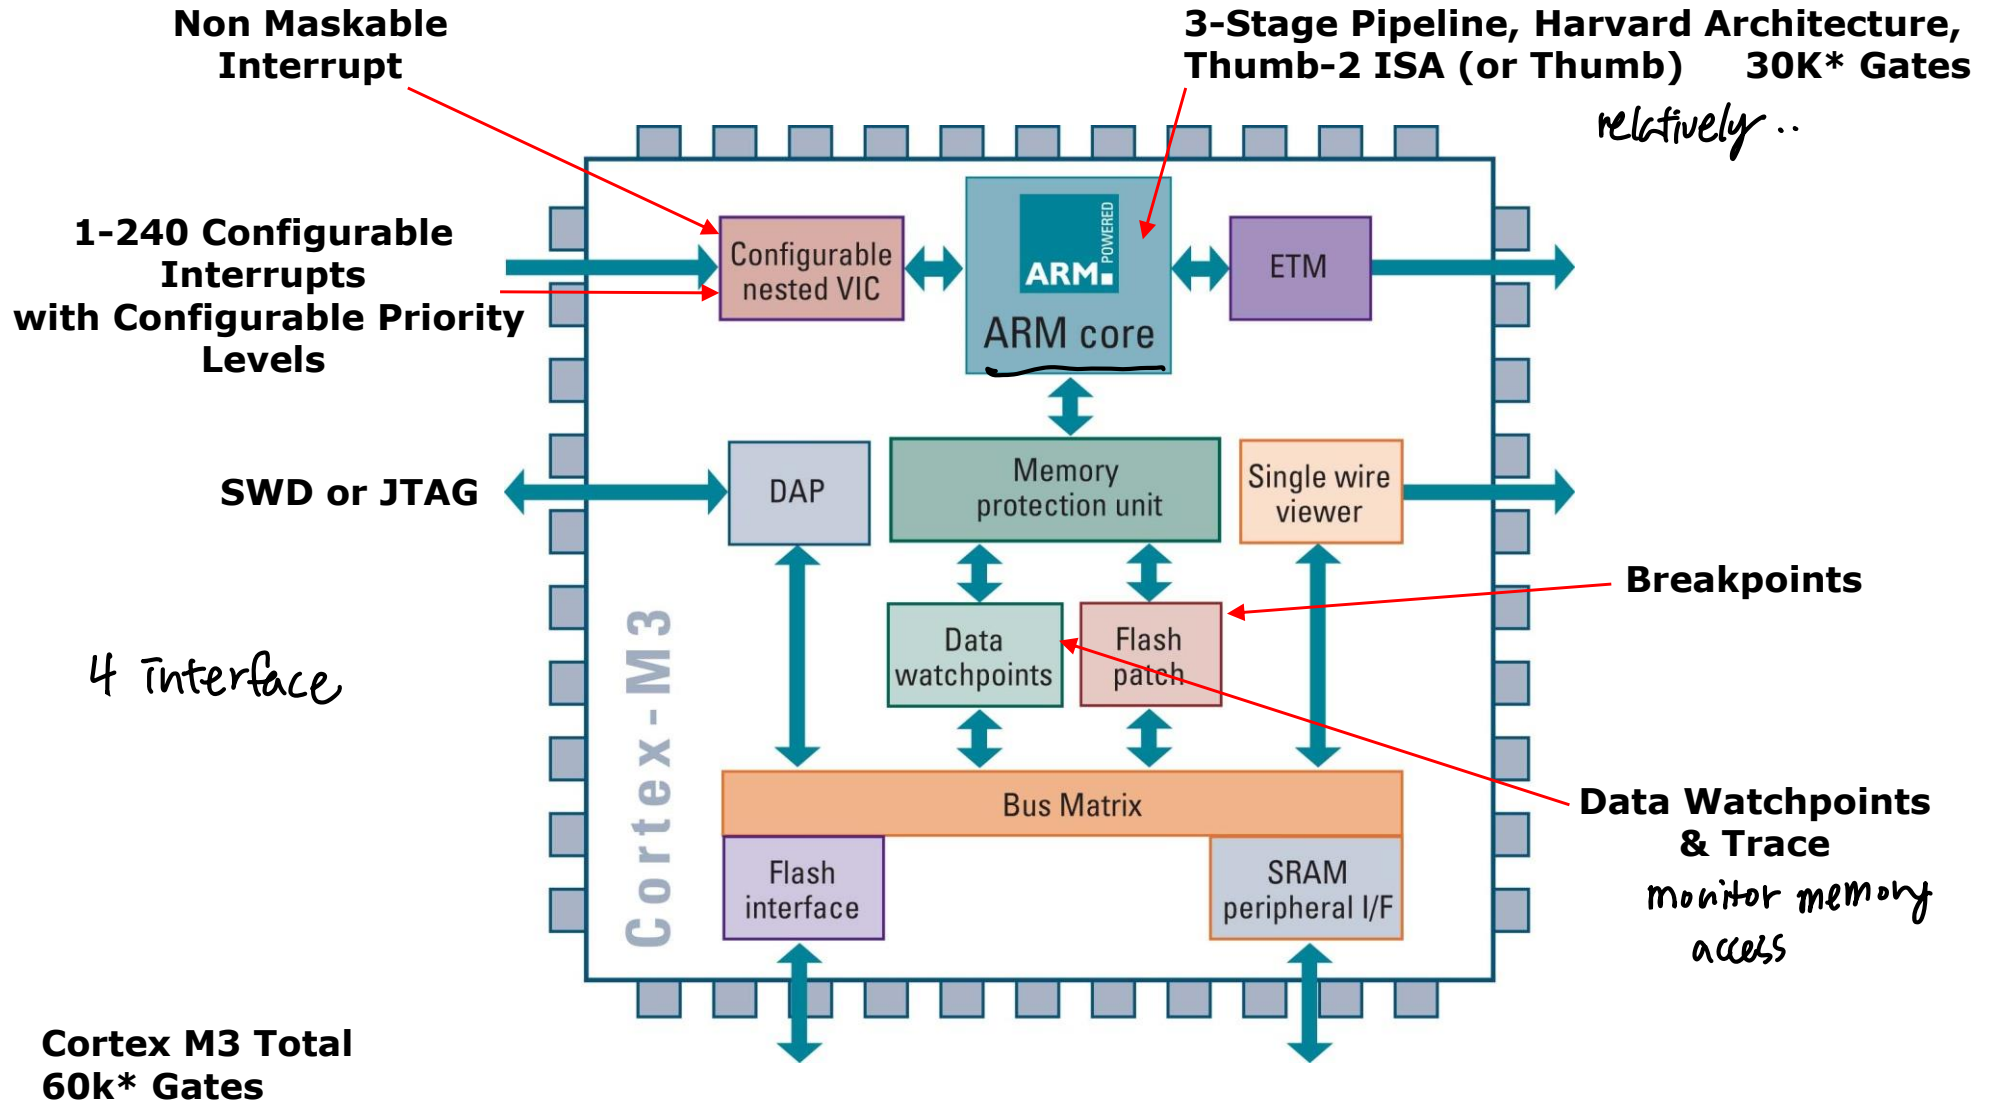 Non Maskable
Interrupt
3-Stage Pipeline, Harvard Architecture,
Thumb-2 ISA (or Thumb) 30K* Gates
relatively ..
1-240 Configurable
Interrupts
with Configurable Priority
Levels
Configurable
nested VIC
ARM POWERED
ARM core
ETM
SWD or JTAG
DAP
Memory
protection unit
Single wire
viewer
Breakpoints
Data
watchpoints
Flash
patch
4 interface
Cortex-M3
Bus Matrix
Data Watchpoints
& Trace
monitor memory
access
Flash
interface
SRAM
peripheral I/F
Cortex M3 Total
60k* Gates